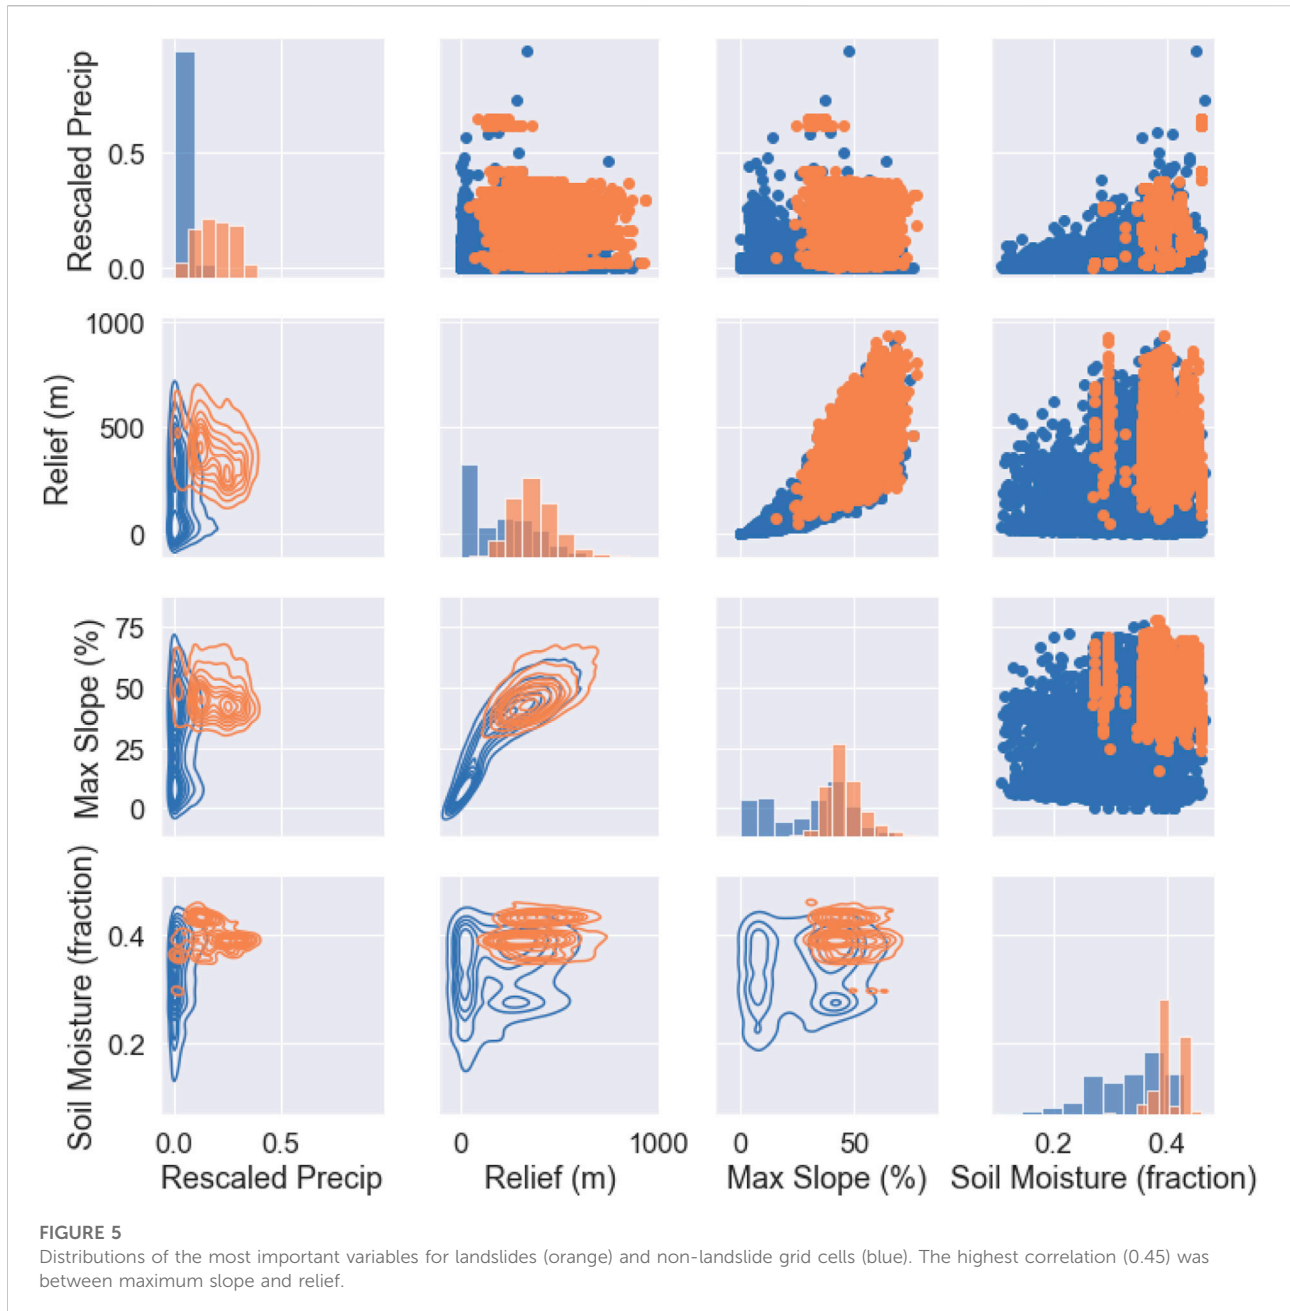 Rescaled Precip
0.5
0.0
Relief (m)
1000
500
0
Max Slope (%)
75
50
25
0
Soil Moisture (fraction)
0.4
0.2
0.0 0.5 0 1000 0 50 0.2 0.4
Rescaled Precip Relief (m) Max Slope (%) Soil Moisture (fraction)
FIGURE 5
Distributions of the most important variables for landslides (orange) and non-landslide grid cells (blue). The highest correlation (0.45) was
between maximum slope and relief.